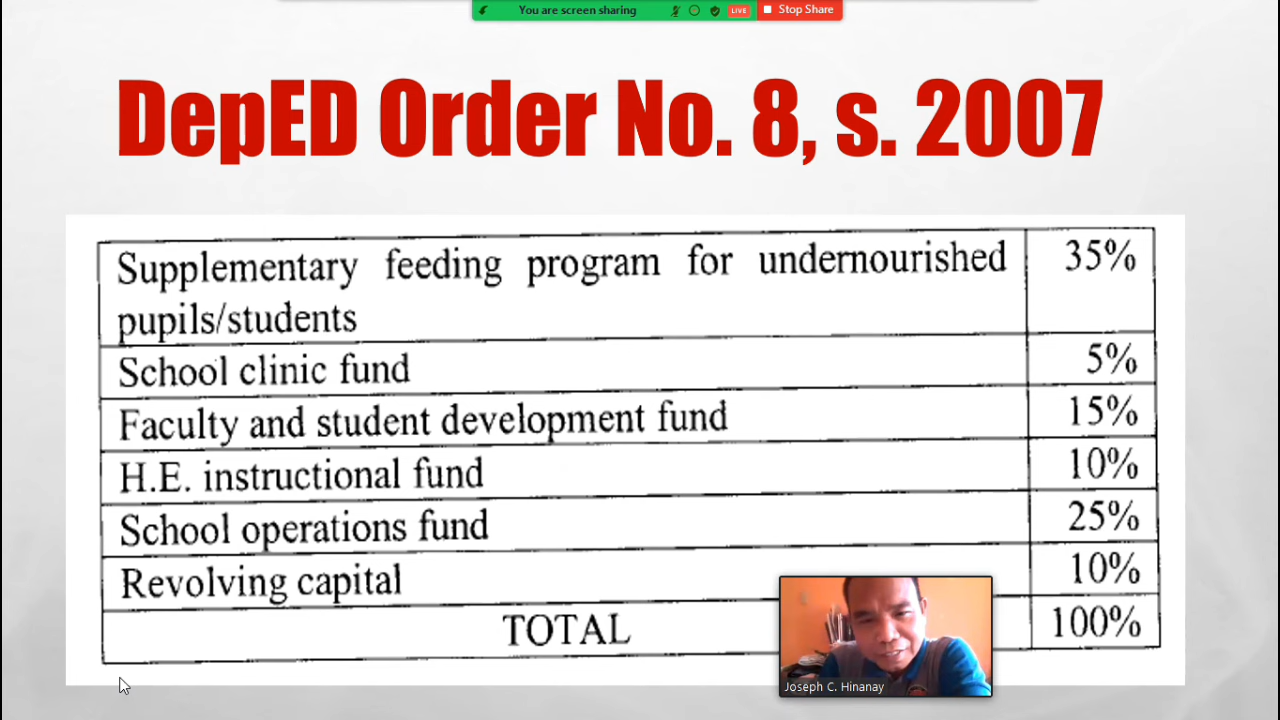 You are screen sharing LIVE Stop Share
DepED Order No. 8, s. 2007
Supplementary feeding program for undernourished 35%
pupils/students
School clinic fund 5%
Faculty and student development fund 15%
H.E. instructional fund 10%
School operations fund 25%
Revolving capital 10%
TOTAL 100%
Joseph C. Hinanay